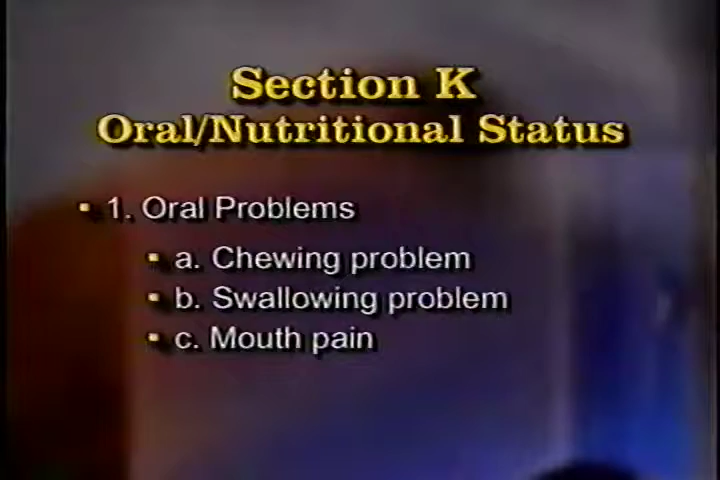 Section K
Oral/Nutritional Status
▪ 1. Oral Problems
▪ a. Chewing problem
▪ b. Swallowing problem
▪ c. Mouth pain